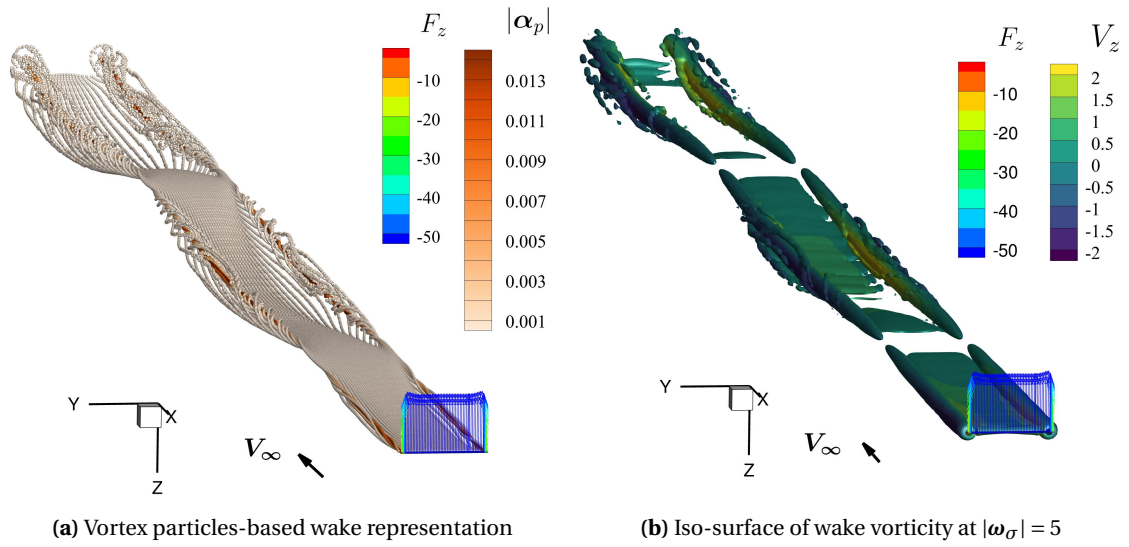 F_z
|α_p|
-10
-20
-30
-40
-50
0.013
0.011
0.009
0.007
0.005
0.003
0.001
Y
X
Z
V_∞
(a) Vortex particles-based wake representation
F_z
V_z
-10
-20
-30
-40
-50
2
1.5
1
0.5
0
-0.5
-1
-1.5
-2
Y
X
Z
V_∞
(b) Iso-surface of wake vorticity at |ω_σ| = 5